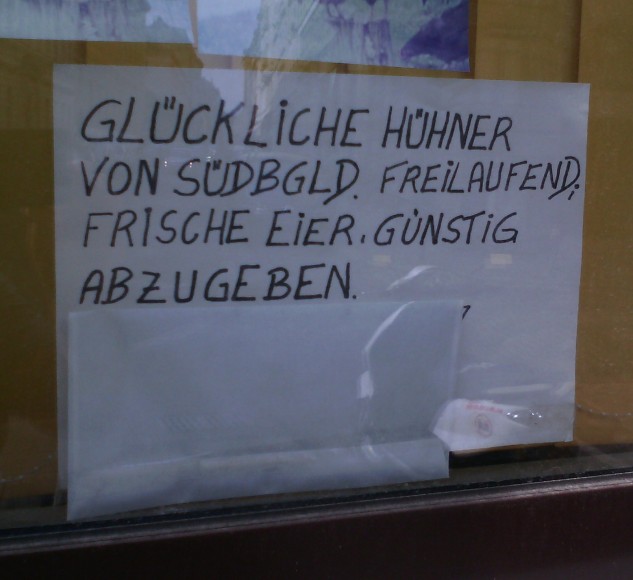 GLÜCKLICHE HÜHNER
VON SÜDBGLD. FREILAUFEND;
FRISCHE EIER. GÜNSTIG
ABZUGEBEN.